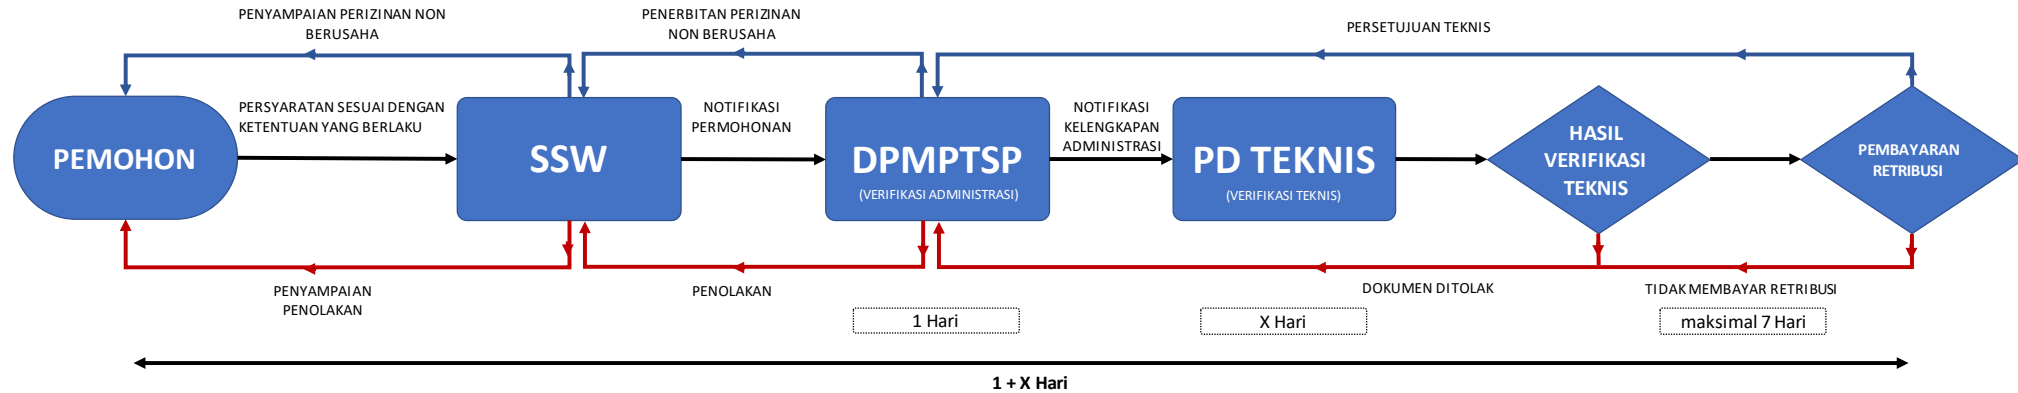 PENYAMPAIAN PERIZINAN NON
BERUSAHA
PENERBITAN PERIZINAN
NON BERUSAHA
PERSETUJUAN TEKNIS
PEMOHON
PERSYARATAN SESUAI DENGAN
KETENTUAN YANG BERLAKU
SSW
NOTIFIKASI
PERMOHONAN
DPMPTSP
(VERIFIKASI ADMINISTRASI)
NOTIFIKASI
KELENGKAPAN
ADMINISTRASI
PD TEKNIS
(VERIFIKASI TEKNIS)
HASIL
VERIFIKASI
TEKNIS
PEMBAYARAN
RETRIBUSI
PENYAMPAIAN
PENOLAKAN
PENOLAKAN
DOKUMEN DITOLAK
TIDAK MEMBAYAR RETRIBUSI
1 Hari
X Hari
maksimal 7 Hari
1 + X Hari